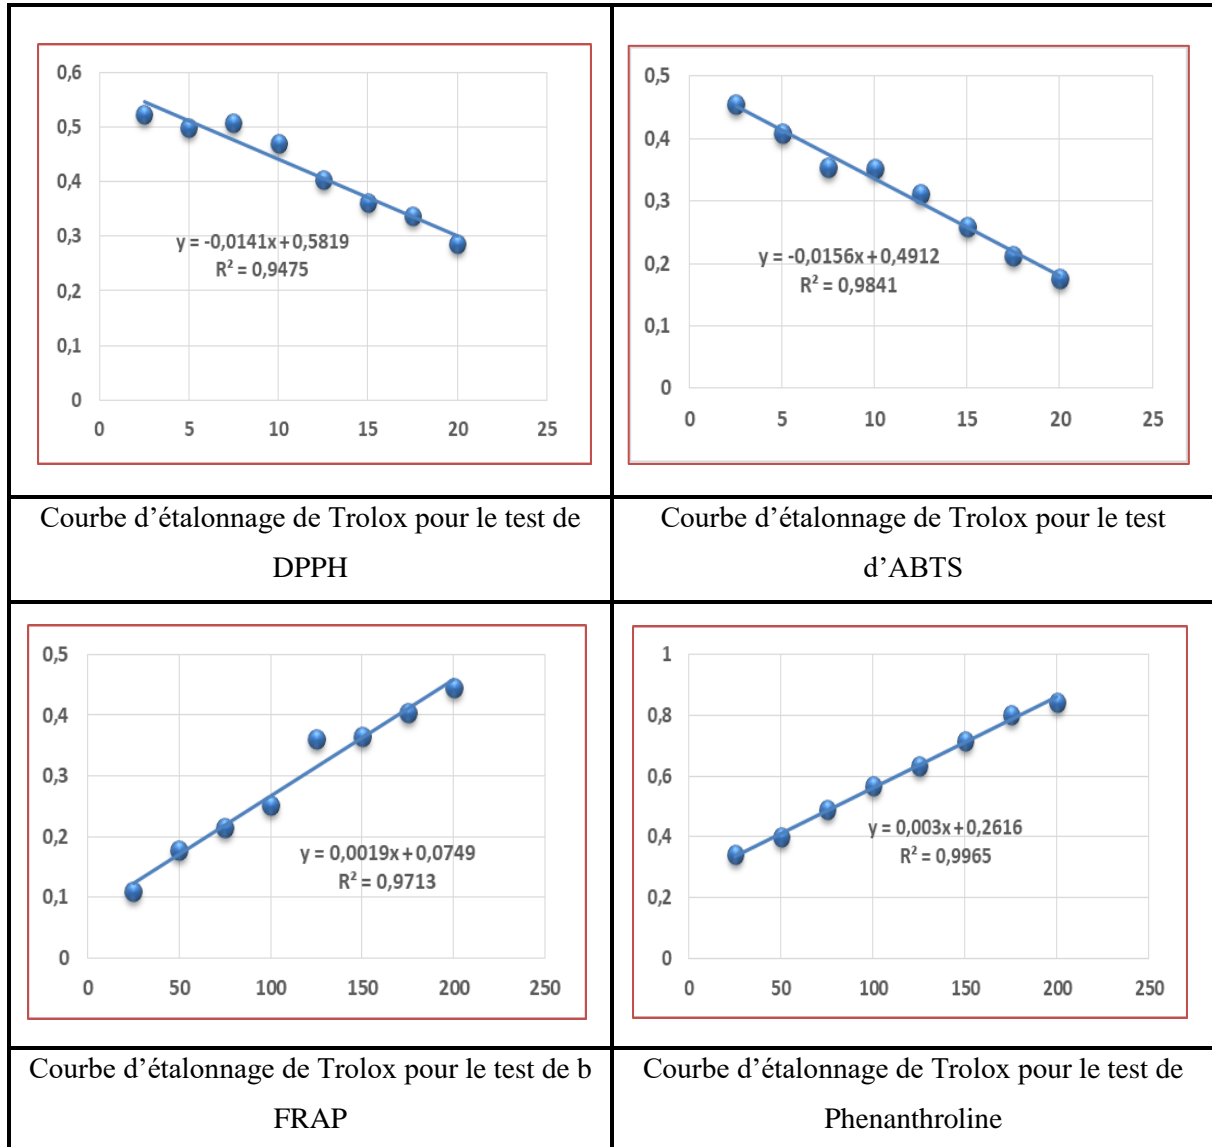 0,6
0,5
0,4
0,3
0,2
0,1
0
0 5 10 15 20 25
y = -0,0141x + 0,5819
R² = 0,9475
0,5
0,4
0,3
0,2
0,1
0
0 5 10 15 20 25
y = -0,0156x + 0,4912
R² = 0,9841
Courbe d’étalonnage de Trolox pour le test de
DPPH
Courbe d’étalonnage de Trolox pour le test
d’ABTS
0,5
0,4
0,3
0,2
0,1
0
0 50 100 150 200 250
y = 0,0019x + 0,0749
R² = 0,9713
1
0,8
0,6
0,4
0,2
0
0 50 100 150 200 250
y = 0,003x + 0,2616
R² = 0,9965
Courbe d’étalonnage de Trolox pour le test de b
FRAP
Courbe d’étalonnage de Trolox pour le test de
Phenanthroline